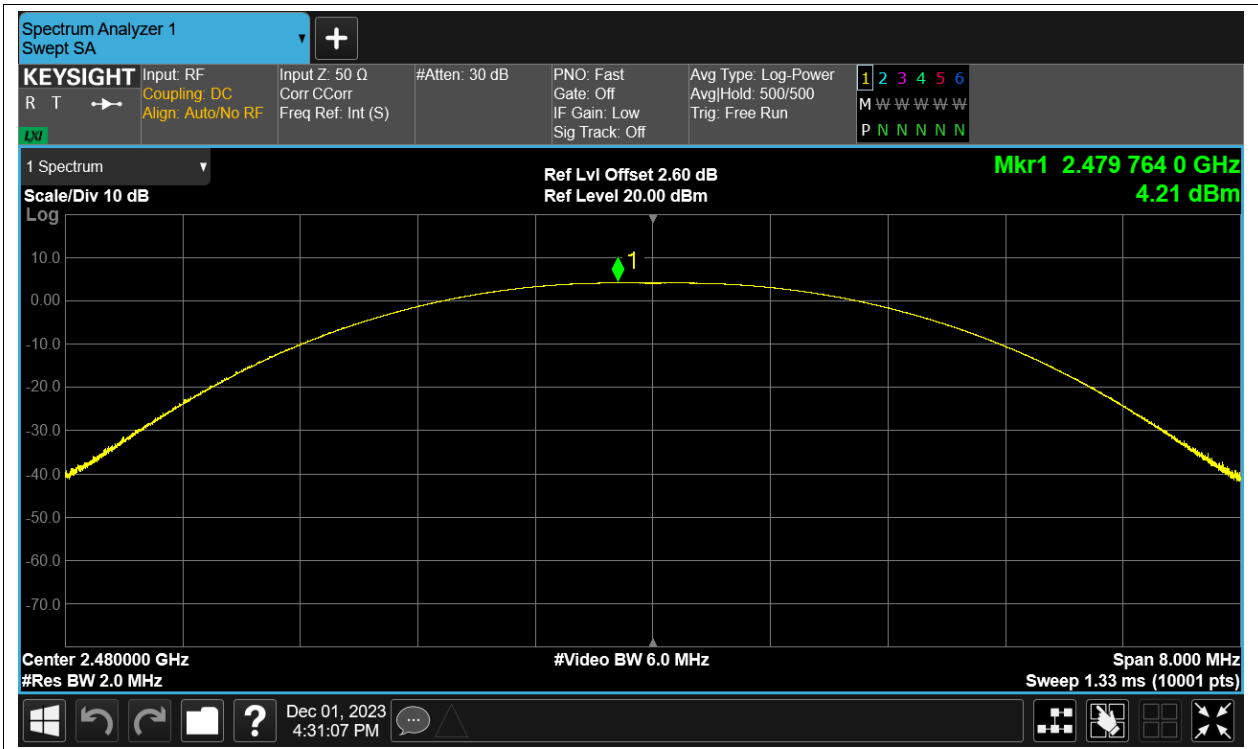 Spectrum Analyzer 1
Swept SA
+
KEYSIGHT
R T
LXI
Input: RF
Coupling: DC
Align: Auto/No RF
Input Z: 50 Ω
Corr CCorr
Freq Ref: Int (S)
#Atten: 30 dB
PNO: Fast
Gate: Off
IF Gain: Low
Sig Track: Off
Avg Type: Log-Power
Avg|Hold: 500/500
Trig: Free Run
1 2 3 4 5 6
M W W W W W W
P N N N N N N
1 Spectrum
Scale/Div 10 dB
Log
Ref Lvl Offset 2.60 dB
Ref Level 20.00 dBm
Mkr1 2.479 764 0 GHz
4.21 dBm
1
10.0
0.00
-10.0
-20.0
-30.0
-40.0
-50.0
-60.0
-70.0
Center 2.480000 GHz
#Res BW 2.0 MHz
#Video BW 6.0 MHz
Span 8.000 MHz
Sweep 1.33 ms (10001 pts)
?
Dec 01, 2023
4:31:07 PM